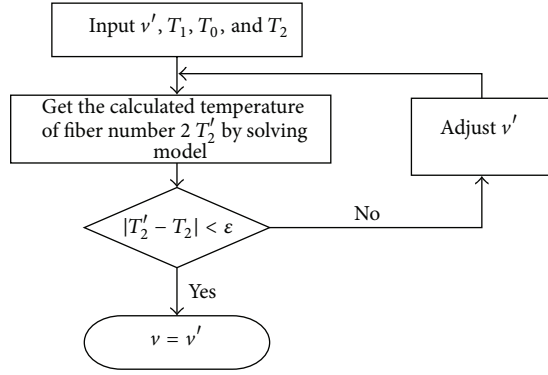 Input ν′, T₁, T₀, and T₂
Get the calculated temperature
of fiber number 2 T₂′ by solving
model
Adjust ν′
|T₂′ − T₂| < ε
No
Yes
ν = ν′